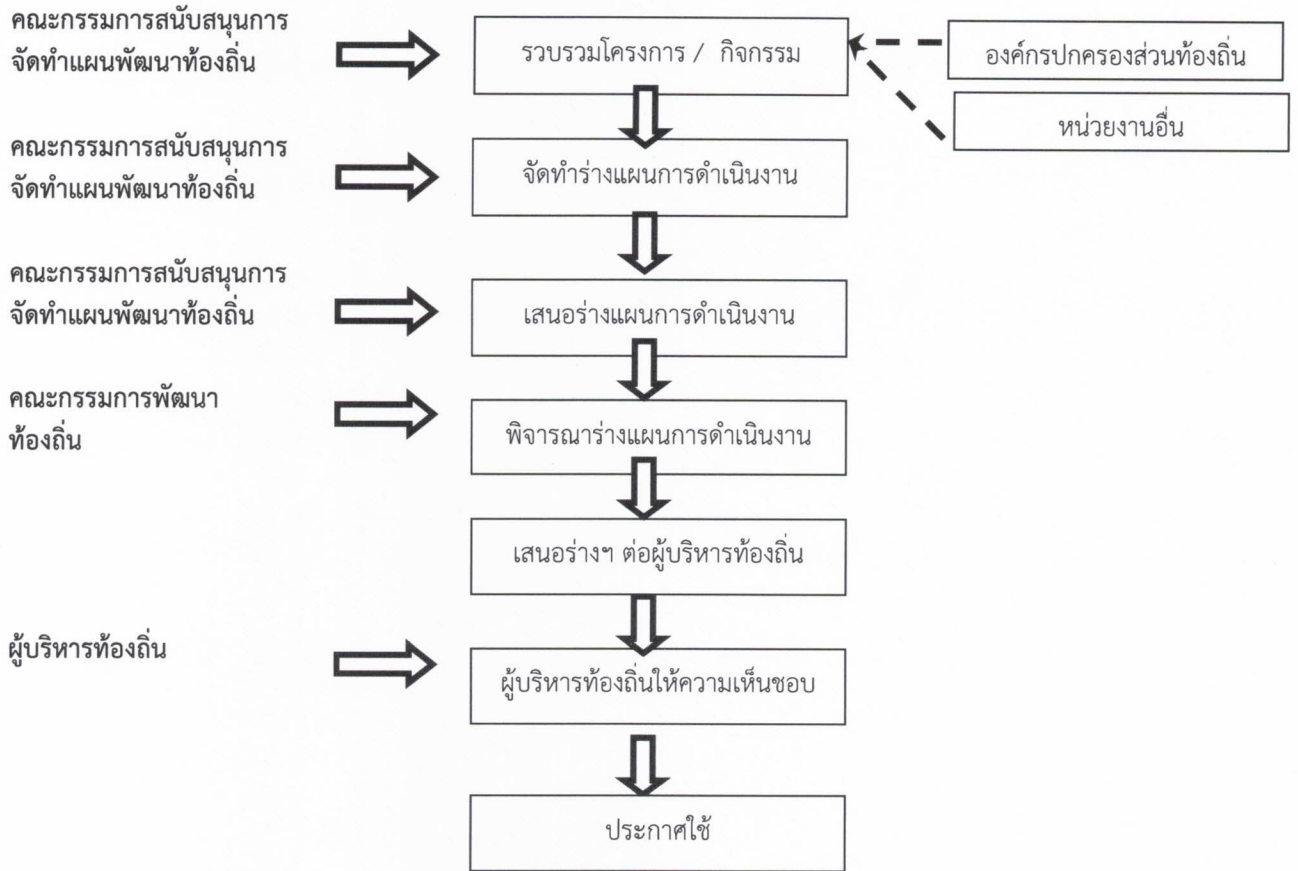 คณะกรรมการสนับสนุนการ
จัดทำแผนพัฒนาท้องถิ่น
รวบรวมโครงการ / กิจกรรม
องค์กรปกครองส่วนท้องถิ่น
หน่วยงานอื่น
คณะกรรมการสนับสนุนการ
จัดทำแผนพัฒนาท้องถิ่น
จัดทำร่างแผนการดำเนินงาน
คณะกรรมการสนับสนุนการ
จัดทำแผนพัฒนาท้องถิ่น
เสนอร่างแผนการดำเนินงาน
คณะกรรมการพัฒนา
ท้องถิ่น
พิจารณาร่างแผนการดำเนินงาน
เสนอร่างฯ ต่อผู้บริหารท้องถิ่น
ผู้บริหารท้องถิ่น
ผู้บริหารท้องถิ่นให้ความเห็นชอบ
ประกาศใช้